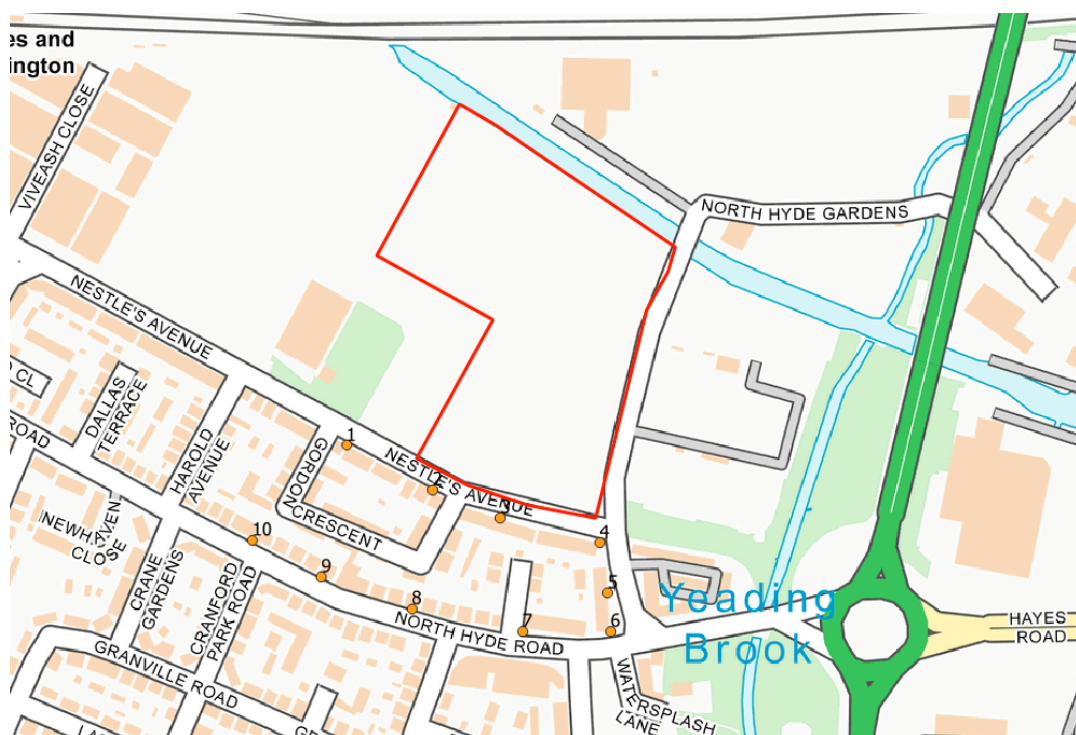 es and
ington
VIVEASH CLOSE
NORTH HYDE GARDENS
NESTLE'S AVENUE
CL
ROAD
DALLAS
TERRACE
HAROLD
AVENUE
GORDON
CRESCENT
1
NESTLE'S AVENUE
2
3
4
5
6
7
8
9
10
NEWHAVEN
CLOSE
CRANE
GARDENS
CRANFORD
PARK ROAD
NORTH HYDE ROAD
GRANVILLE ROAD
WATERSPLASH
LANE
Yeading
Brook
HAYES
ROAD